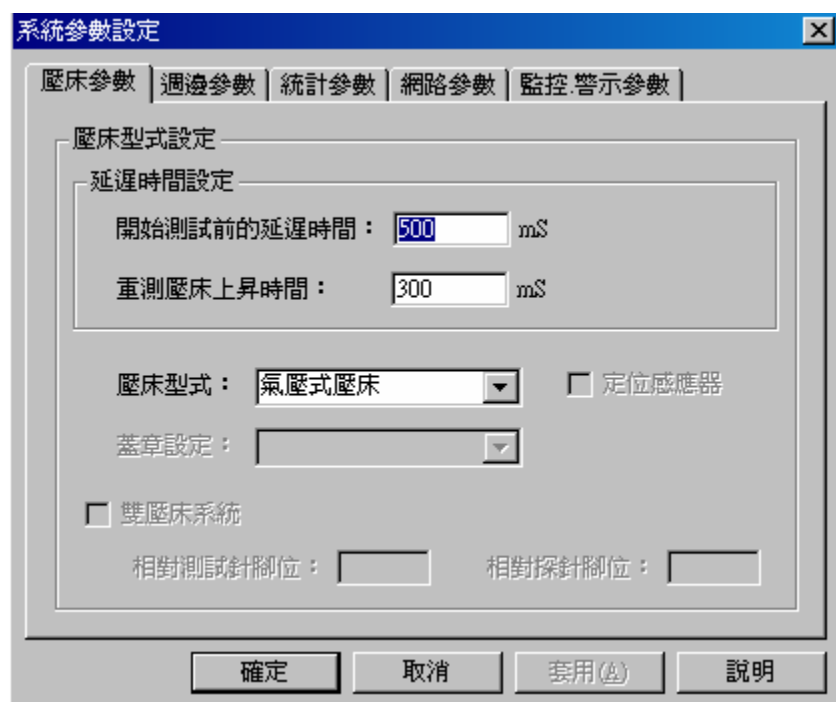 系統參數設定
壓床參數 週邊參數 統計參數 網路參數 監控.警示參數
壓床型式設定
延遲時間設定
開始測試前的延遲時間： 500 mS
重測壓床上昇時間： 300 mS
壓床型式： 氣壓式壓床 定位感應器
蓋章設定：
雙壓床系統
相對測試針腳位： 相對探針腳位：
確定 取消 套用(A) 說明